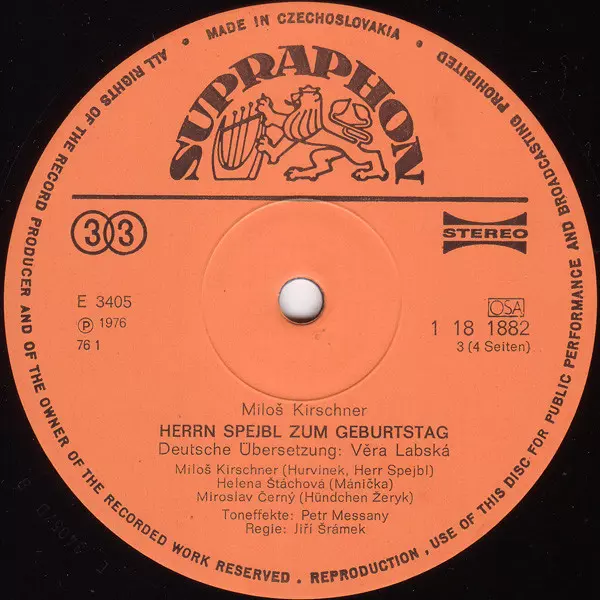 ALL RIGHTS OF THE RECORD PRODUCER AND OF THE OWNER OF THE RECORDED WORK RESERVED. REPRODUCTION, USE OF THIS DISC FOR PUBLIC PERFORMANCE AND BROADCASTING PROHIBITED
MADE IN CZECHOSLOVAKIA
SUPRAPHON
33
STEREO
E 3405
Ⓟ 1976
76 1
OSA
1 18 1882
3 (4 Seiten)
Miloš Kirschner
HERRN SPEJBL ZUM GEBURTSTAG
Deutsche Übersetzung: Věra Labská
Miloš Kirschner (Hurvinek, Herr Spejbl)
Helena Štáchová (Mánička)
Miroslav Černý (Hündchen Žeryk)
Toneffekte: Petr Messany
Regie: Jiří Šrámek